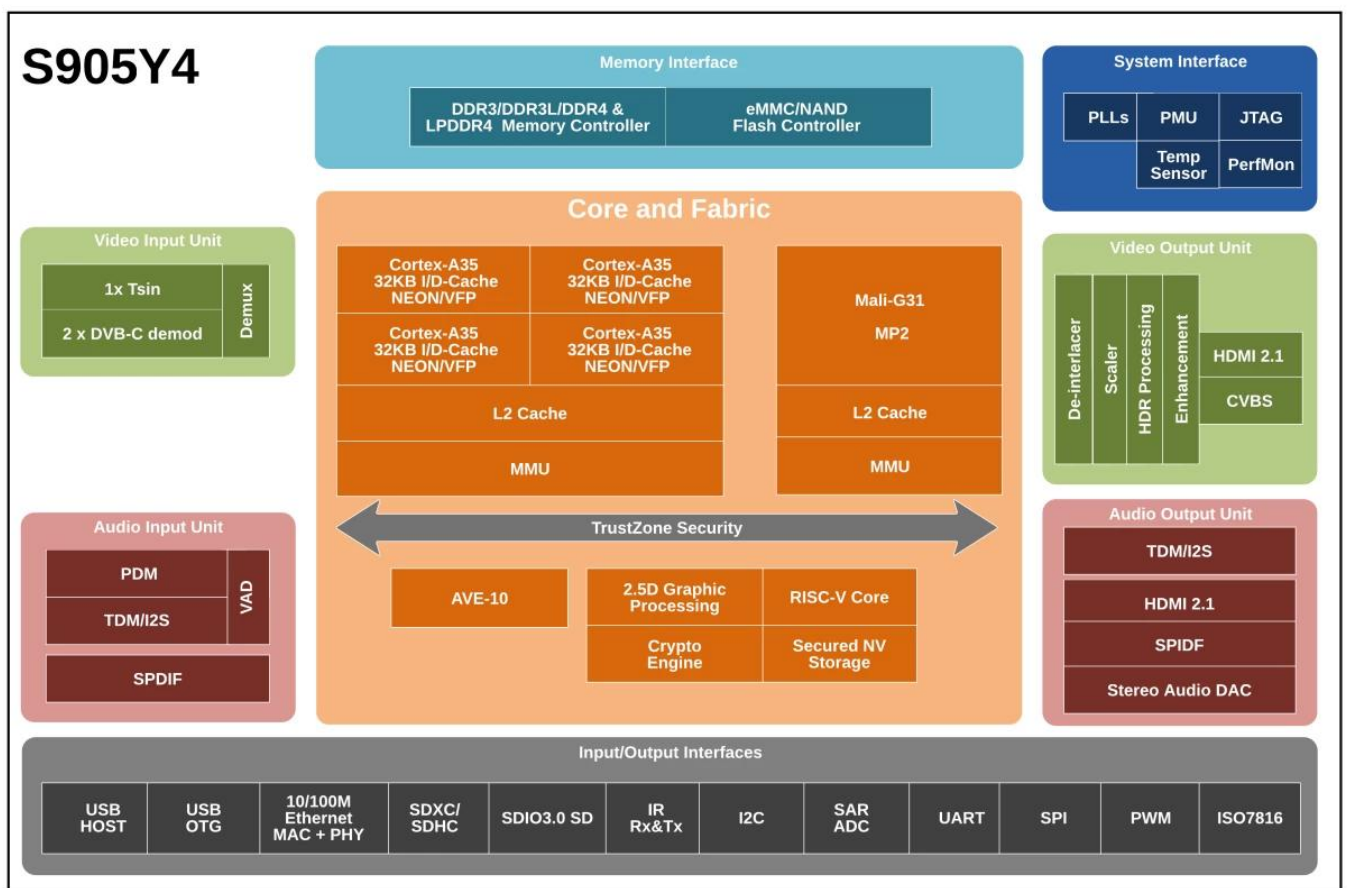 S905Y4
Memory Interface
DDR3/DDR3L/DDR4 &
LPDDR4 Memory Controller
eMMC/NAND
Flash Controller
System Interface
PLLs
PMU
JTAG
Temp
Sensor
PerfMon
Video Input Unit
1x Tsin
2 x DVB-C demod
Demux
Core and Fabric
Cortex-A35
32KB I/D-Cache
NEON/VFP
Cortex-A35
32KB I/D-Cache
NEON/VFP
Cortex-A35
32KB I/D-Cache
NEON/VFP
Cortex-A35
32KB I/D-Cache
NEON/VFP
L2 Cache
MMU
Mali-G31
MP2
L2 Cache
MMU
TrustZone Security
AVE-10
2.5D Graphic
Processing
RISC-V Core
Crypto
Engine
Secured NV
Storage
Video Output Unit
De-interlacer
Scaler
HDR Processing
Enhancement
HDMI 2.1
CVBS
Audio Input Unit
PDM
TDM/I2S
VAD
SPDIF
Audio Output Unit
TDM/I2S
HDMI 2.1
SPIDF
Stereo Audio DAC
Input/Output Interfaces
USB
HOST
USB
OTG
10/100M
Ethernet
MAC + PHY
SDXC/
SDHC
SDIO3.0 SD
IR
Rx&Tx
I2C
SAR
ADC
UART
SPI
PWM
ISO7816